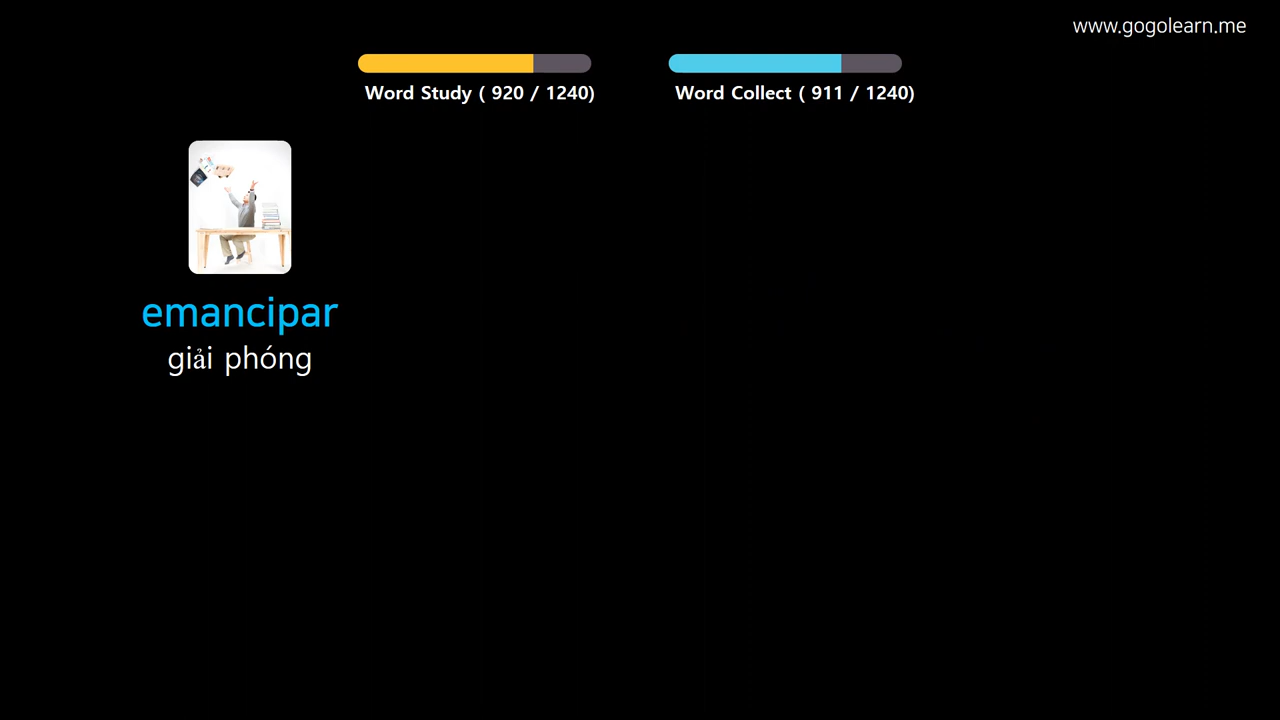 www.gogolearn.me
Word Study ( 920 / 1240)
Word Collect ( 911 / 1240)
emancipar
giải phóng